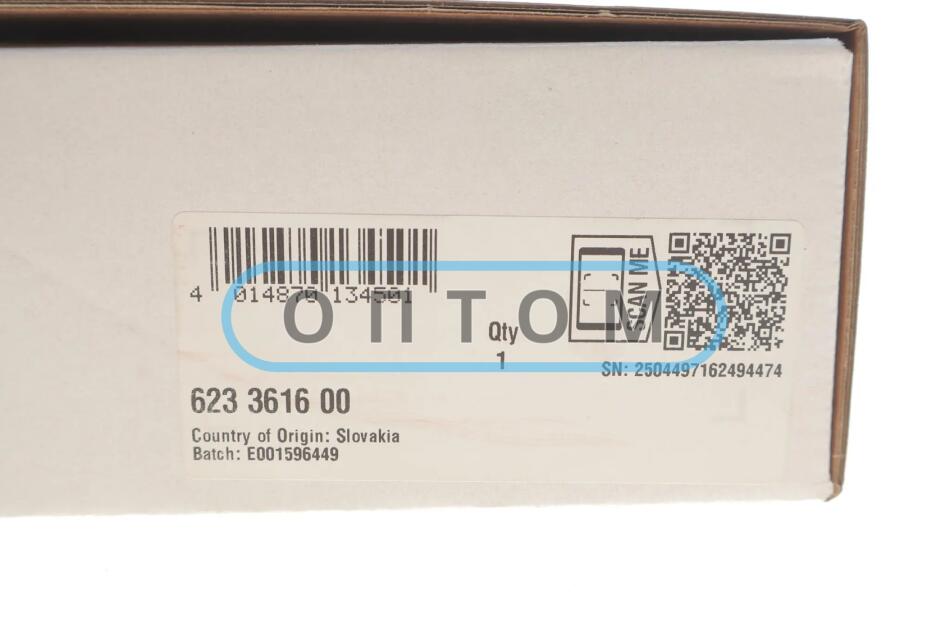 4 014870 134501
SCAN ME
ОПТОМ
Qty
1
SN: 2504497162494474
623 3616 00
Country of Origin: Slovakia
Batch: E001596449